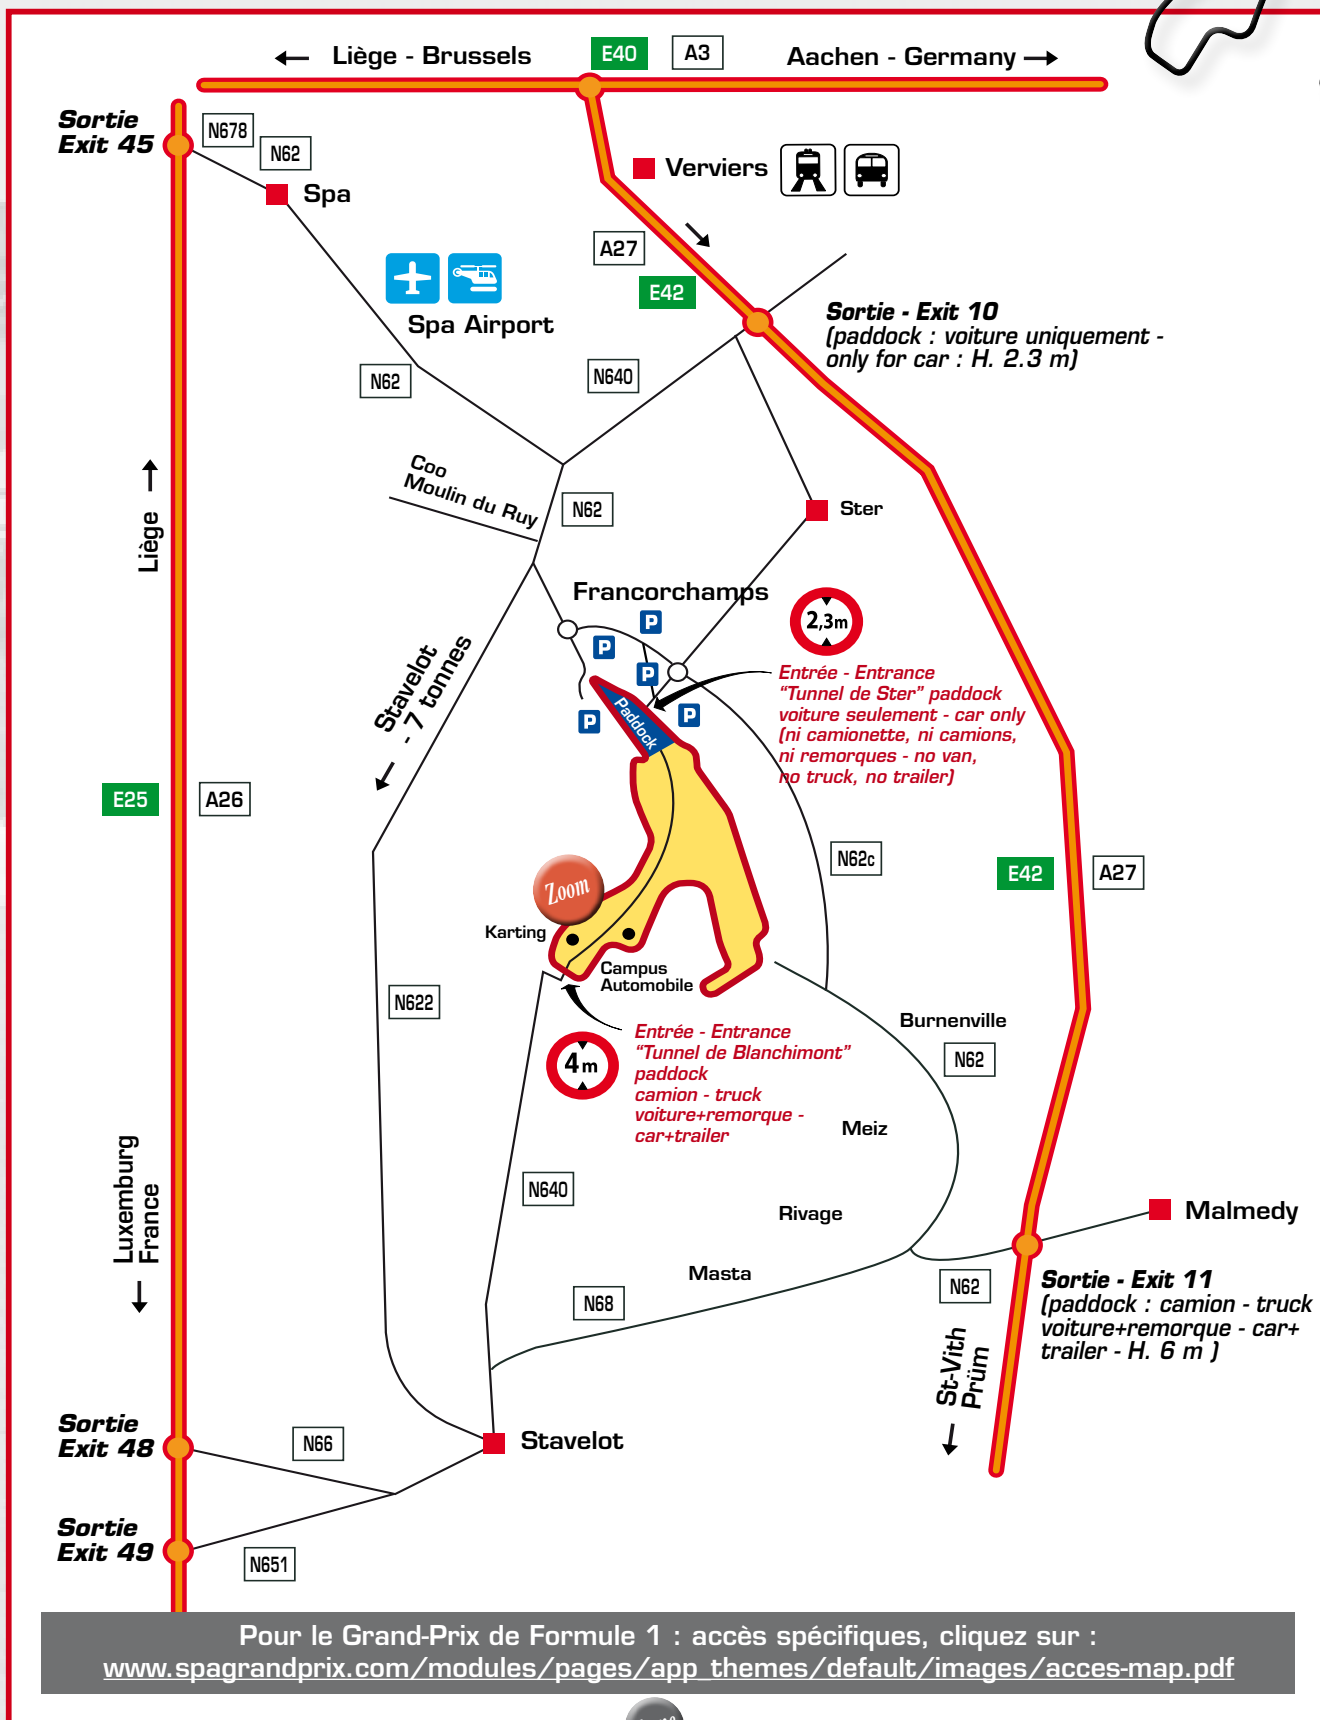 Liège - Brussels
E40
A3
Aachen - Germany
Sortie
Exit 45
N678
N62
Spa
Verviers
A27
E42
Spa Airport
Sortie - Exit 10
(paddock : voiture uniquement -
only for car : H. 2.3 m)
N62
N640
Coo
Moulin du Ruy
N62
Ster
Liège
Francorchamps
2,3m
P
P
P
P
P
Paddock
Entrée - Entrance
“Tunnel de Ster” paddock
voiture seulement - car only
(ni camionette, ni camions,
ni remorques - no van,
no truck, no trailer)
Stavelot
- 7 tonnes
E25
A26
N62c
E42
A27
Zoom
Karting
Campus
Automobile
N622
Entrée - Entrance
“Tunnel de Blanchimont”
paddock
camion - truck
voiture+remorque -
car+trailer
4m
Burnenville
N62
Meiz
Luxemburg
France
N640
Rivage
Malmedy
Masta
N68
N62
Sortie - Exit 11
(paddock : camion - truck
voiture+remorque - car+
trailer - H. 6 m )
St-Vith
Prüm
Sortie
Exit 48
N66
Stavelot
Sortie
Exit 49
N651
Pour le Grand-Prix de Formule 1 : accès spécifiques, cliquez sur :
www.spagrandprix.com/modules/pages/app_themes/default/images/acces-map.pdf